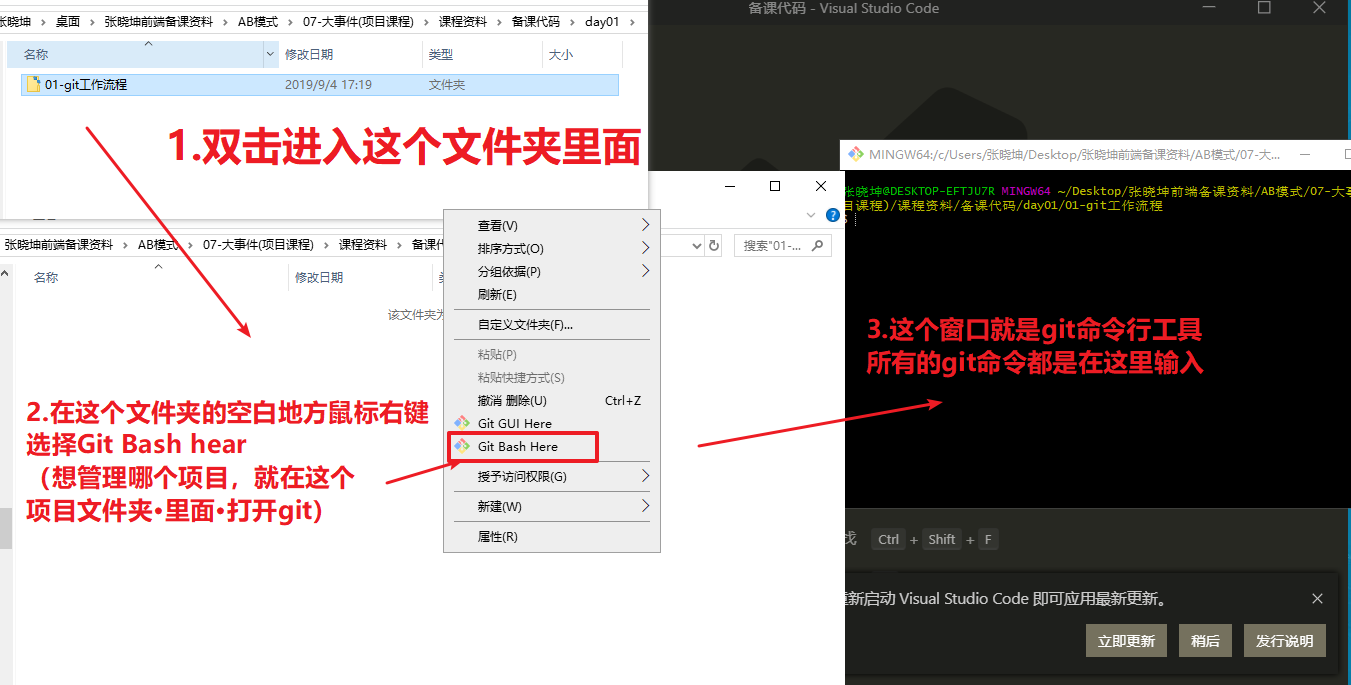 张晓坤 › 桌面 › 张晓坤前端备课资料 › AB模式 › 07-大事件(项目课程) › 课程资料 › 备课代码 › day01 ›
名称 修改日期 类型 大小
01-git工作流程 2019/9/4 17:19 文件夹
1.双击进入这个文件夹里面
备课代码 - Visual Studio Code
MINGW64:/c/Users/张晓坤/Desktop/张晓坤前端备课资料/AB模式/07-大...
张晓坤@DESKTOP-EFTJU7R MINGW64 ~/Desktop/张晓坤前端备课资料/AB模式/07-大事
目课程)/课程资料/备课代码/day01/01-git工作流程
$
张晓坤前端备课资料 › AB模式 › 07-大事件(项目课程) › 课程资料 › 备课代
搜索"01-...
名称 修改日期
该文件夹为
查看(V)
排序方式(O)
分组依据(P)
刷新(E)
自定义文件夹(F)...
粘贴(P)
粘贴快捷方式(S)
撤消 删除(U) Ctrl+Z
Git GUI Here
Git Bash Here
授予访问权限(G)
新建(W)
属性(R)
2.在这个文件夹的空白地方鼠标右键
选择Git Bash hear
（想管理哪个项目，就在这个
项目文件夹·里面·打开git）
3.这个窗口就是git命令行工具
所有的git命令都是在这里输入
找 Ctrl + Shift + F
重新启动 Visual Studio Code 即可应用最新更新。
立即更新 稍后 发行说明